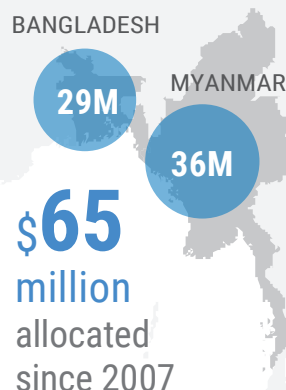 BANGLADESH
29M
MYANMAR
36M
$65
million
allocated
since 2007